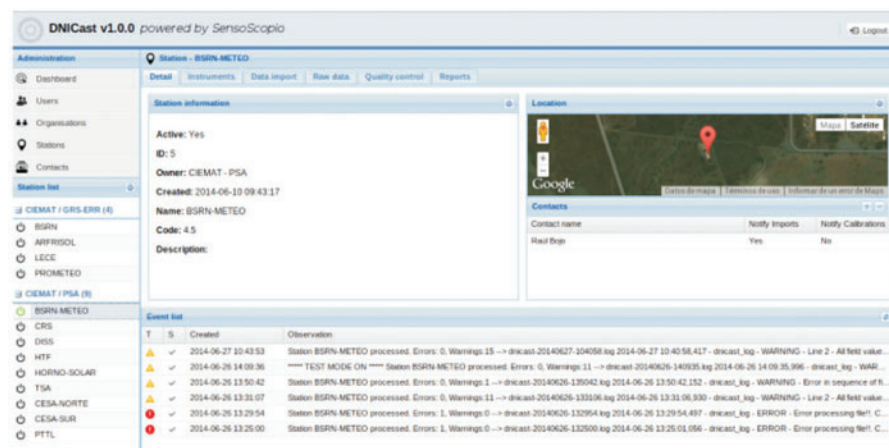 DNICast v1.0.0 powered by SensoScopio
Logout
Administration
Dashboard
Users
Organisations
Stations
Contacts
Station list
CIEMAT / GRS-ERR (4)
BSRN
ARFRISOL
LECE
PROMETEO
CIEMAT / PSA (9)
BSRN-METEO
CRS
DISS
HTF
HORNO-SOLAR
TSA
CESA-NORTE
CESA-SUR
PTTL
Station - BSRN-METEO
Detail Instruments Data import Raw data Quality control Reports
Station information
Active: Yes
ID: 5
Owner: CIEMAT - PSA
Created: 2014-06-10 09:43:17
Name: BSRN-METEO
Code: 4.5
Description:
Location
Mapa Satélite
Google
Datos de mapa Términos de uso Informar de un error de Maps
Contacts
Contact name Notify Imports Notify Calibrations
Raul Bojo Yes No
Event list
T S Created Observation
2014-06-27 10:43:53 Station BSRN-METEO processed. Errors: 0, Warnings:15 --> dnicast-20140627-104058.log 2014-06-27 10:40:58,417 - dnicast_log - WARNING - Line 2 - All field value...
2014-06-26 14:09:36 ***** TEST MODE ON ***** Station BSRN-METEO processed. Errors: 0, Warnings:11 --> dnicast-20140626-140935.log 2014-06-26 14:09:35,996 - dnicast_log - WAR...
2014-06-26 13:50:42 Station BSRN-METEO processed. Errors: 0, Warnings:1 --> dnicast-20140626-135042.log 2014-06-26 13:50:42,152 - dnicast_log - WARNING - Error in sequence of fi...
2014-06-26 13:31:07 Station BSRN-METEO processed. Errors: 0, Warnings:11 --> dnicast-20140626-133106.log 2014-06-26 13:31:06,930 - dnicast_log - WARNING - Line 2 - All field value...
2014-06-26 13:29:54 Station BSRN-METEO processed. Errors: 1, Warnings:0 --> dnicast-20140626-132954.log 2014-06-26 13:29:54,497 - dnicast_log - ERROR - Error processing file!!. C...
2014-06-26 13:25:00 Station BSRN-METEO processed. Errors: 1, Warnings:0 --> dnicast-20140626-132500.log 2014-06-26 13:25:01,056 - dnicast_log - ERROR - Error processing file!!. C...